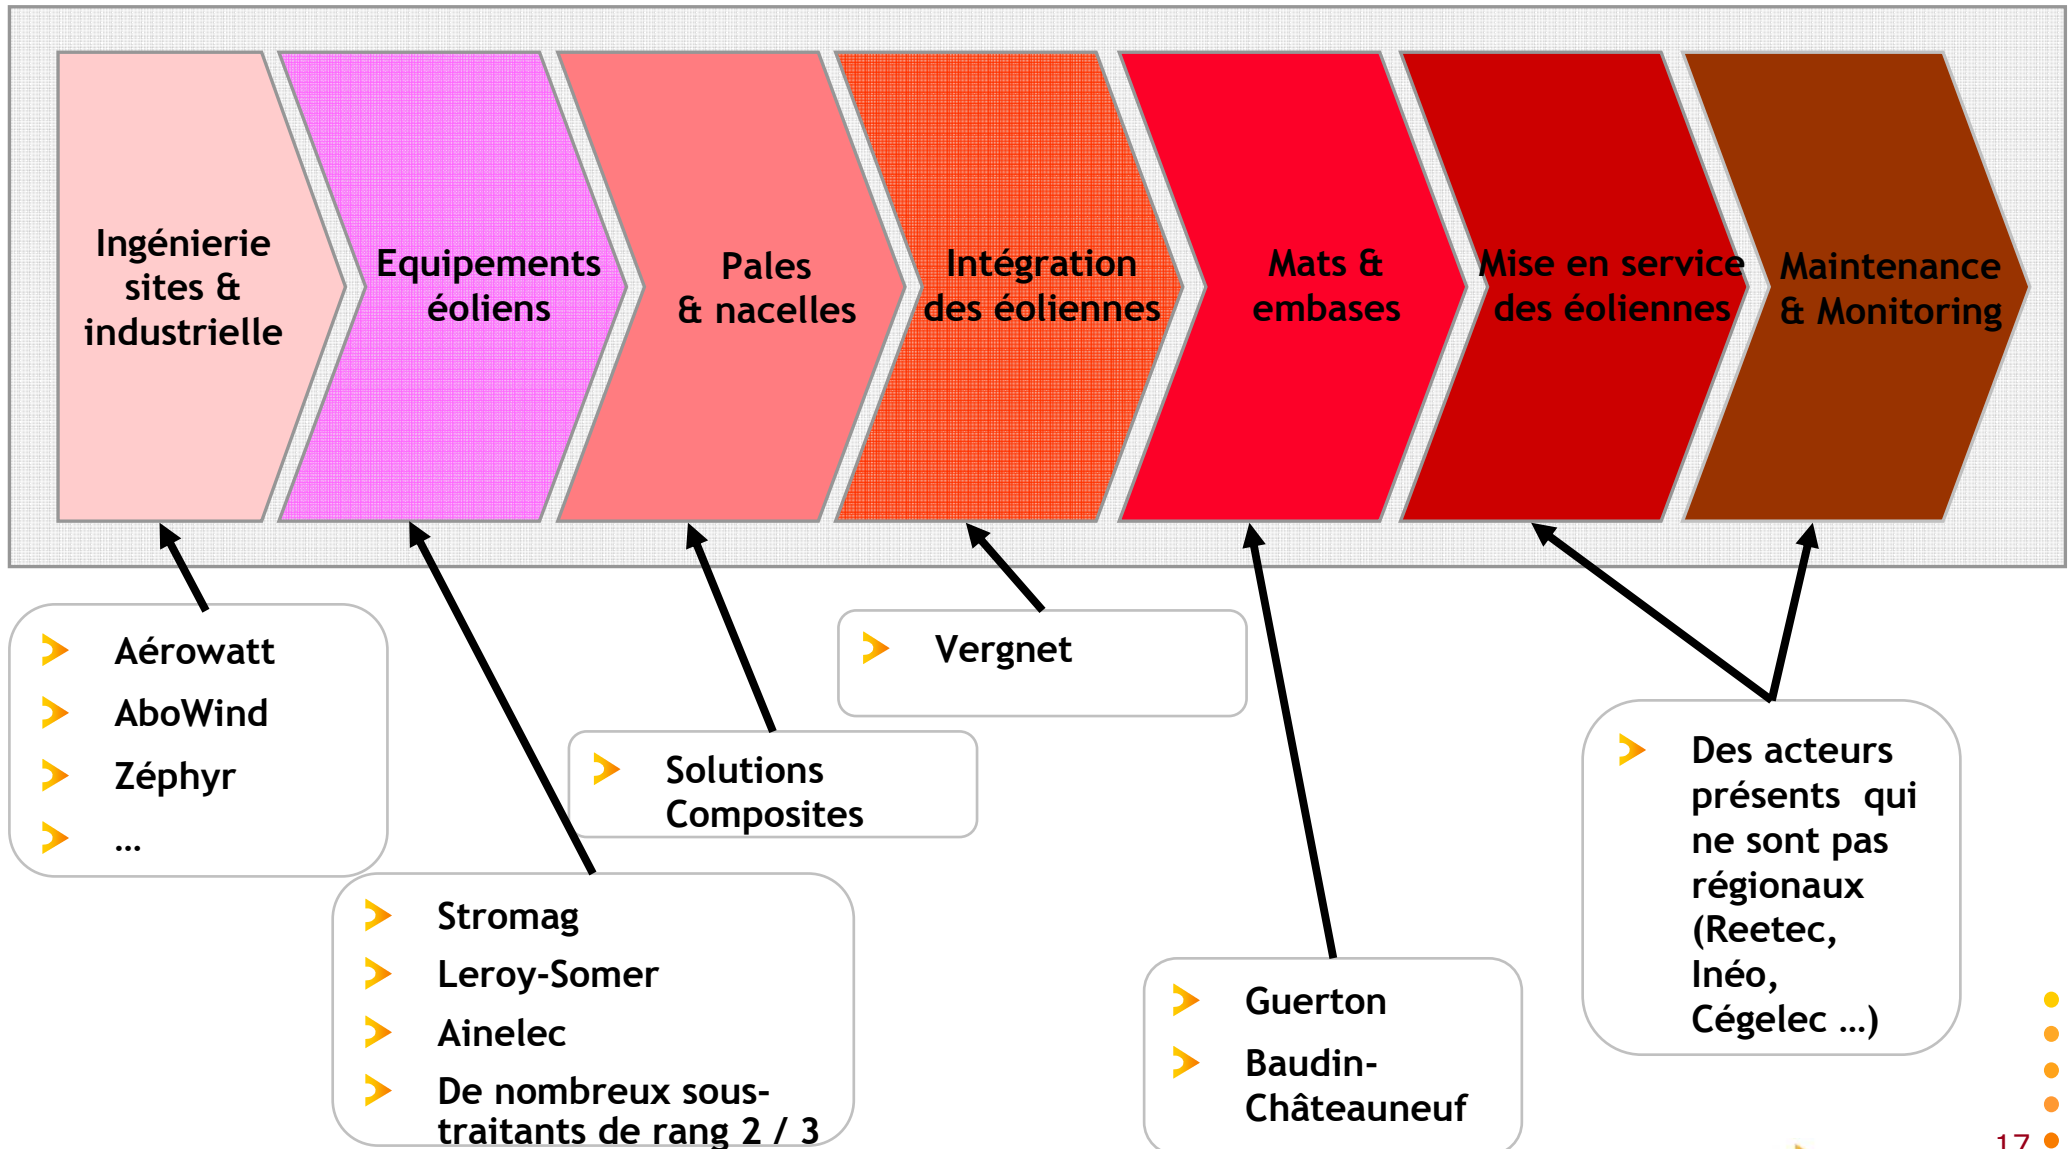 Ingénierie
sites &
industrielle
Equipements
éoliens
Pales
& nacelles
Intégration
des éoliennes
Mats &
embases
Mise en service
des éoliennes
Maintenance
& Monitoring
Aérowatt
AboWind
Zéphyr
…
Stromag
Leroy-Somer
Ainelec
De nombreux sous-
traitants de rang 2 / 3
Solutions
Composites
Vergnet
Guerton
Baudin-
Châteauneuf
Des acteurs
présents qui
ne sont pas
régionaux
(Reetec,
Inéo,
Cégelec …)
17